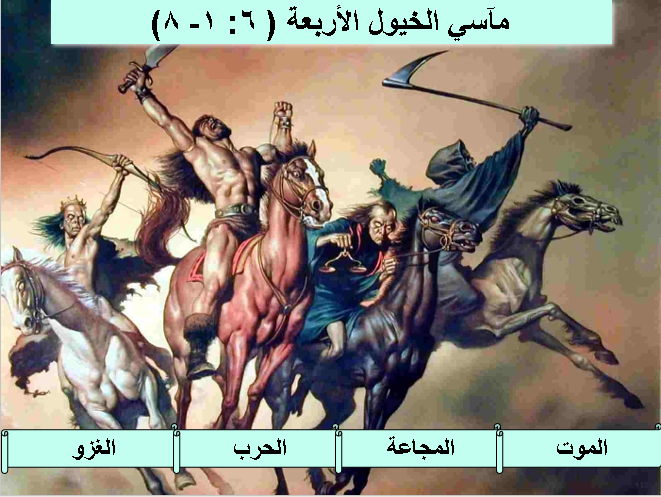 مآسي الخيول الأربعة ( ٦: ١- ٨)
الموت
المجاعة
الحرب
الغزو